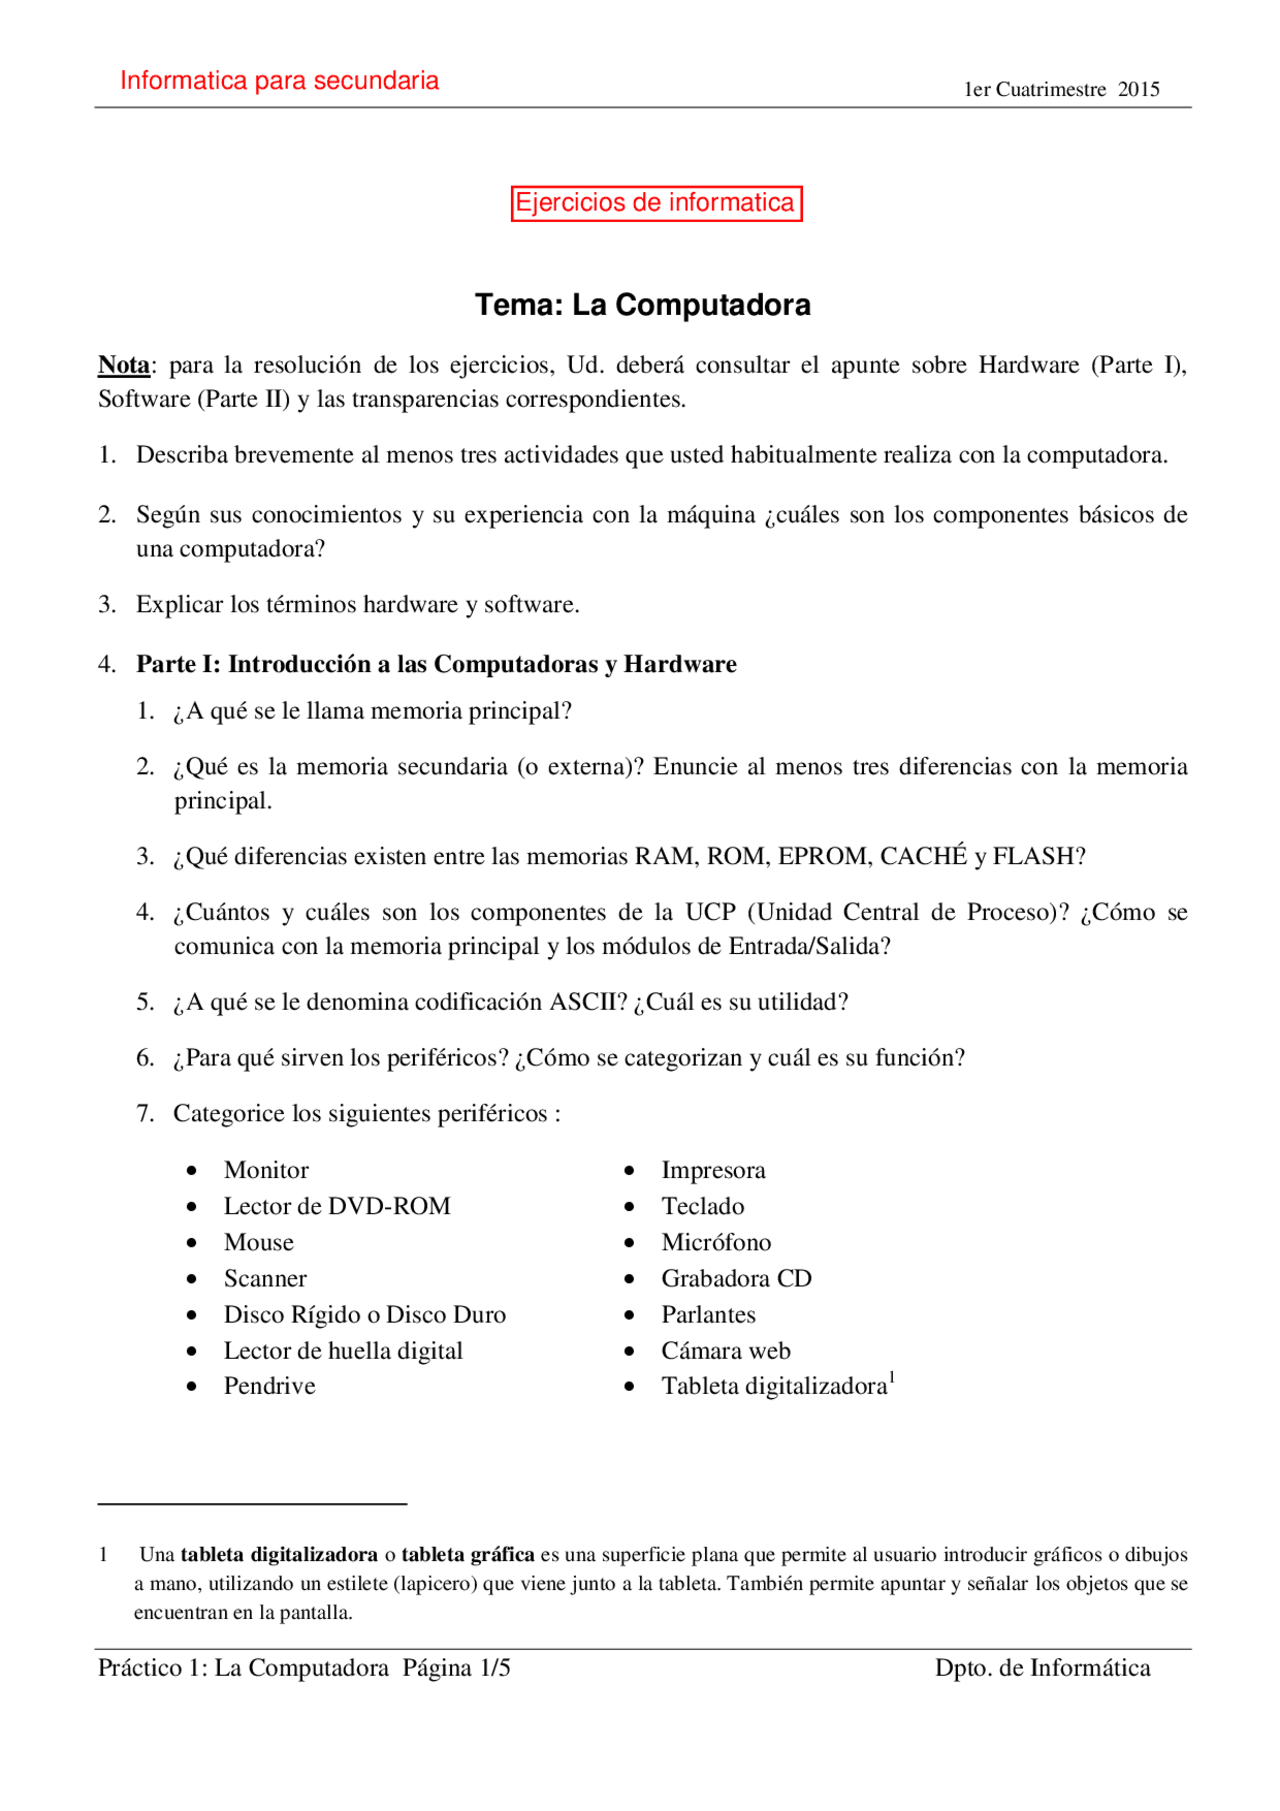 Informatica para secundaria
1er Cuatrimestre 2015
Ejercicios de informatica
Tema: La Computadora
Nota: para la resolución de los ejercicios, Ud. deberá consultar el apunte sobre Hardware (Parte I),
Software (Parte II) y las transparencias correspondientes.
1. Describa brevemente al menos tres actividades que usted habitualmente realiza con la computadora.
2. Según sus conocimientos y su experiencia con la máquina ¿cuáles son los componentes básicos de
una computadora?
3. Explicar los términos hardware y software.
4. Parte I: Introducción a las Computadoras y Hardware
1. ¿A qué se le llama memoria principal?
2. ¿Qué es la memoria secundaria (o externa)? Enuncie al menos tres diferencias con la memoria
principal.
3. ¿Qué diferencias existen entre las memorias RAM, ROM, EPROM, CACHÉ y FLASH?
4. ¿Cuántos y cuáles son los componentes de la UCP (Unidad Central de Proceso)? ¿Cómo se
comunica con la memoria principal y los módulos de Entrada/Salida?
5. ¿A qué se le denomina codificación ASCII? ¿Cuál es su utilidad?
6. ¿Para qué sirven los periféricos? ¿Cómo se categorizan y cuál es su función?
7. Categorice los siguientes periféricos :
• Monitor
• Lector de DVD-ROM
• Mouse
• Scanner
• Disco Rígido o Disco Duro
• Lector de huella digital
• Pendrive
• Impresora
• Teclado
• Micrófono
• Grabadora CD
• Parlantes
• Cámara web
• Tableta digitalizadora1
1 Una tableta digitalizadora o tableta gráfica es una superficie plana que permite al usuario introducir gráficos o dibujos
a mano, utilizando un estilete (lapicero) que viene junto a la tableta. También permite apuntar y señalar los objetos que se
encuentran en la pantalla.
Práctico 1: La Computadora Página 1/5
Dpto. de Informática